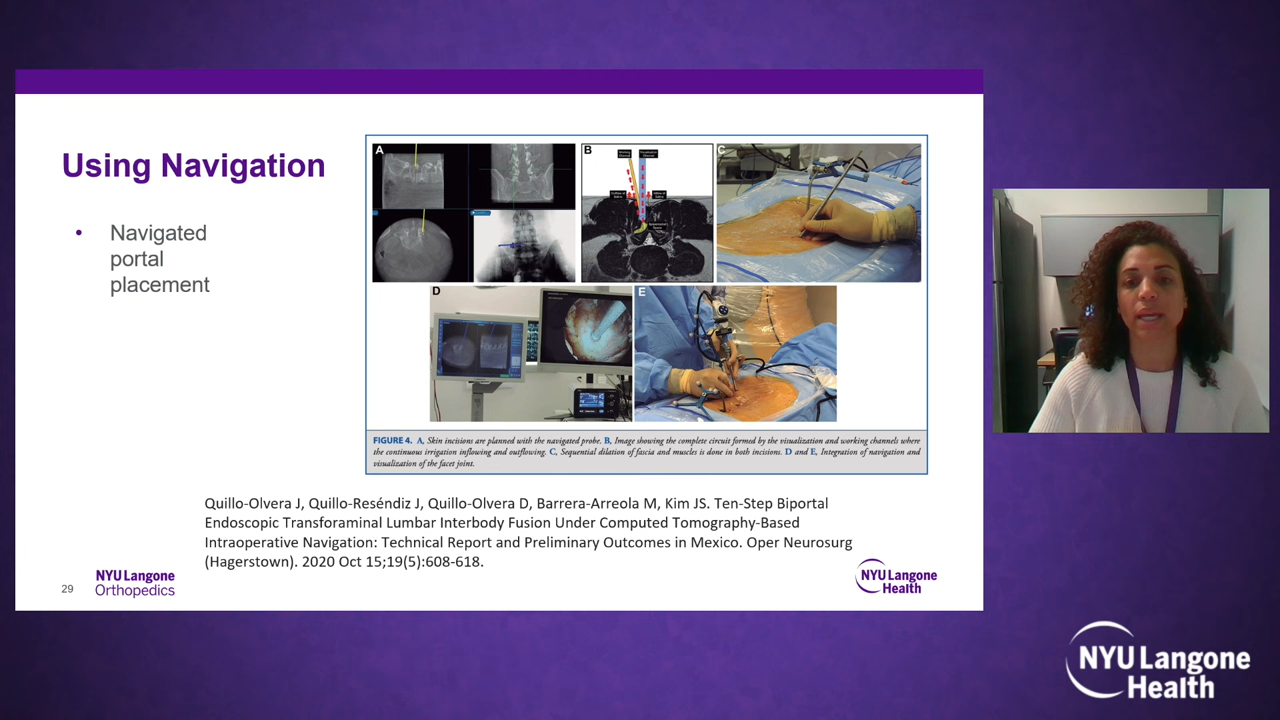 Using Navigation
• Navigated
portal
placement
A
B
C
D
E
FIGURE 4. A, Skin incisions are planned with the navigated probe. B, Image showing the complete circuit formed by the visualization and working channels where
the continuous irrigation inflowing and outflowing. C, Sequential dilation of fascia and muscles is done in both incisions. D and E, Integration of navigation and
visualization of the facet joint.
Quillo-Olvera J, Quillo-Reséndiz J, Quillo-Olvera D, Barrera-Arreola M, Kim JS. Ten-Step Biportal
Endoscopic Transforaminal Lumbar Interbody Fusion Under Computed Tomography-Based
Intraoperative Navigation: Technical Report and Preliminary Outcomes in Mexico. Oper Neurosurg
(Hagerstown). 2020 Oct 15;19(5):608-618.
29
NYU Langone
Orthopedics
NYU Langone
Health
NYU Langone
Health